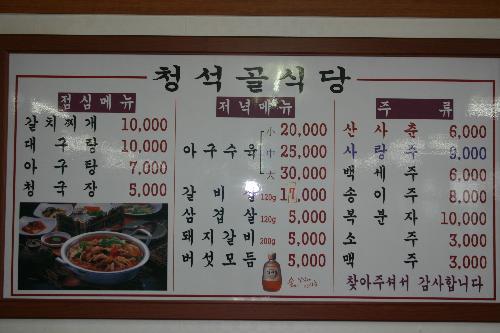 청석골식당
점심메뉴
갈치찌개 10,000
대구탕 10,000
아구탕 7,000
청국장 5,000
저녁메뉴
아구수육 小 20,000
中 25,000
大 30,000
갈비살 120g
삼겹살 120g 5,000
돼지갈비 200g 5,000
버섯모듬 5,000
주류
산사춘 6,000
사랑주 9,000
백세주 6,000
송이주 8,000
복분자 10,000
소주 3,000
맥주 3,000
찾아주셔서 감사합니다